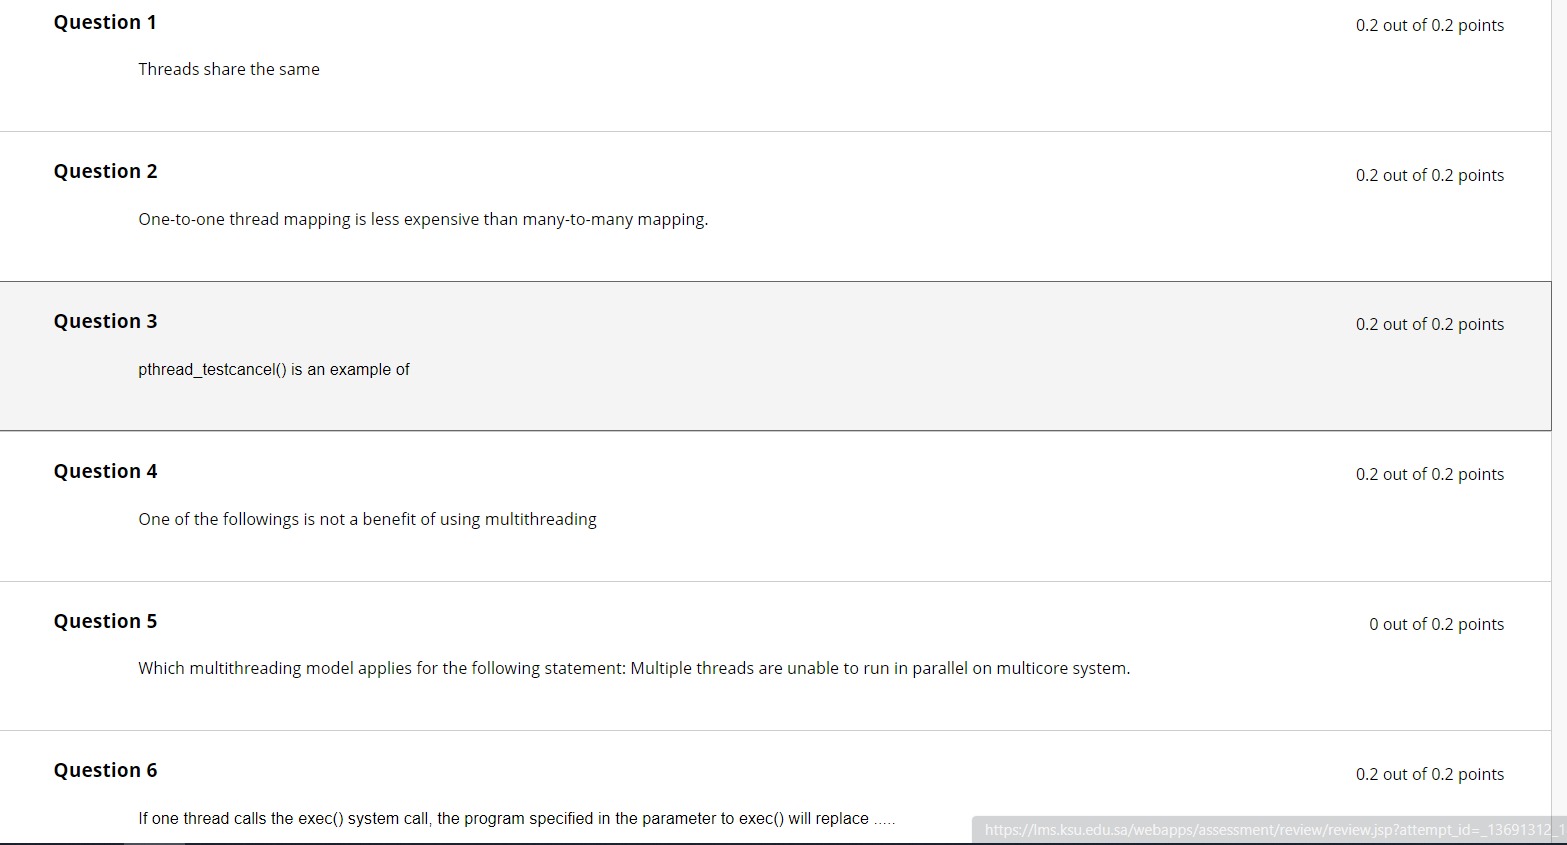 Question 1
0.2 out of 0.2 points
Threads share the same
Question 2
0.2 out of 0.2 points
One-to-one thread mapping is less expensive than many-to-many mapping.
Question 3
0.2 out of 0.2 points
pthread_testcancel() is an example of
Question 4
0.2 out of 0.2 points
One of the followings is not a benefit of using multithreading
Question 5
0 out of 0.2 points
Which multithreading model applies for the following statement: Multiple threads are unable to run in parallel on multicore system.
Question 6
0.2 out of 0.2 points
If one thread calls the exec() system call, the program specified in the parameter to exec() will replace .....
https://lms.ksu.edu.sa/webapps/assessment/review/review.jsp?attempt_id=_13691312_1